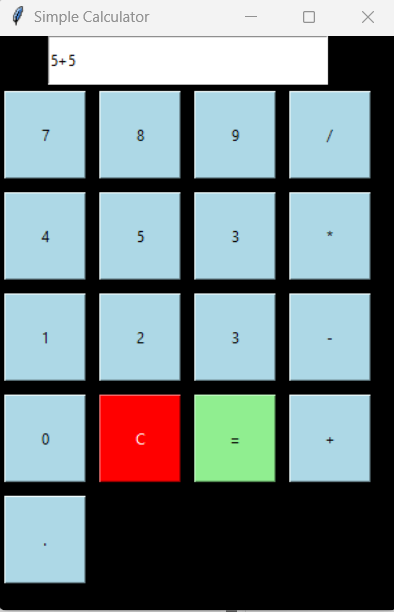 Simple Calculator
5+5
7 8 9 /
4 5 3 *
1 2 3 -
0 C = +
.